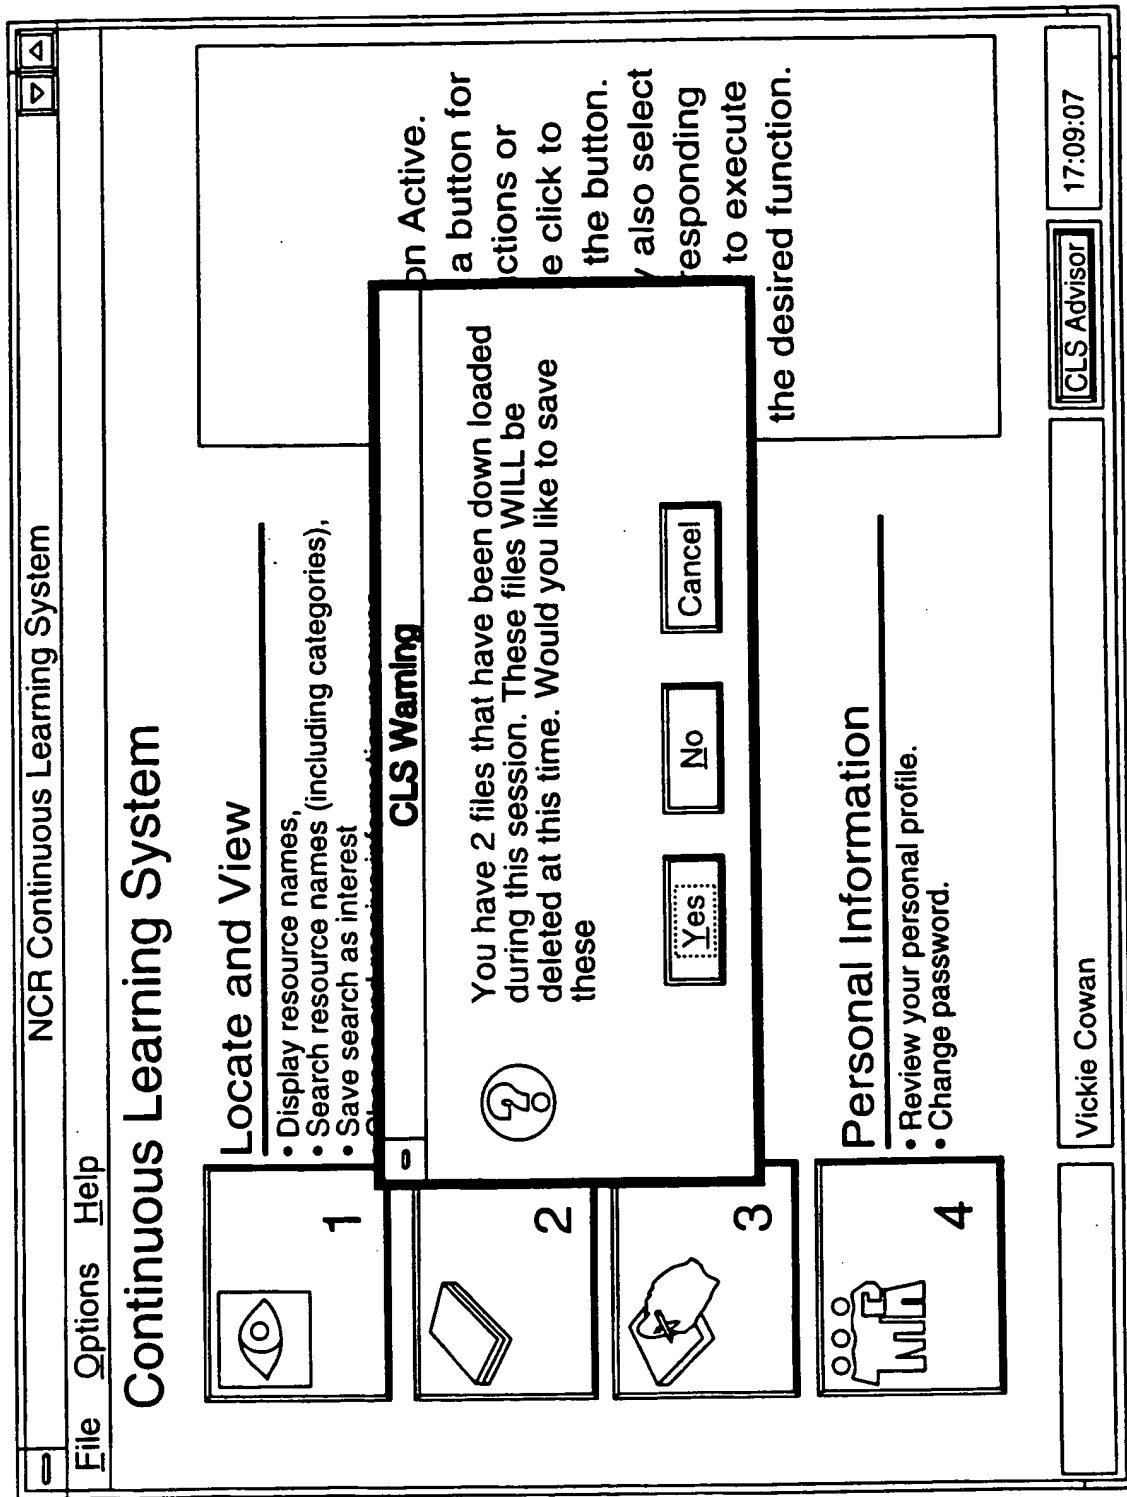 NCR Continuous Learning System
File Options Help
Continuous Learning System
1
Locate and View
• Display resource names,
• Search resource names (including categories),
• Save search as interest
2
3
4
Personal Information
• Review your personal profile.
• Change password.
on Active.
a button for
ctions or
e click to
the button.
also select
responding
to execute
the desired function.
CLS Warning
You have 2 files that have been down loaded
during this session. These files WILL be
deleted at this time. Would you like to save
these
Yes No Cancel
Vickie Cowan
CLS Advisor
17:09:07